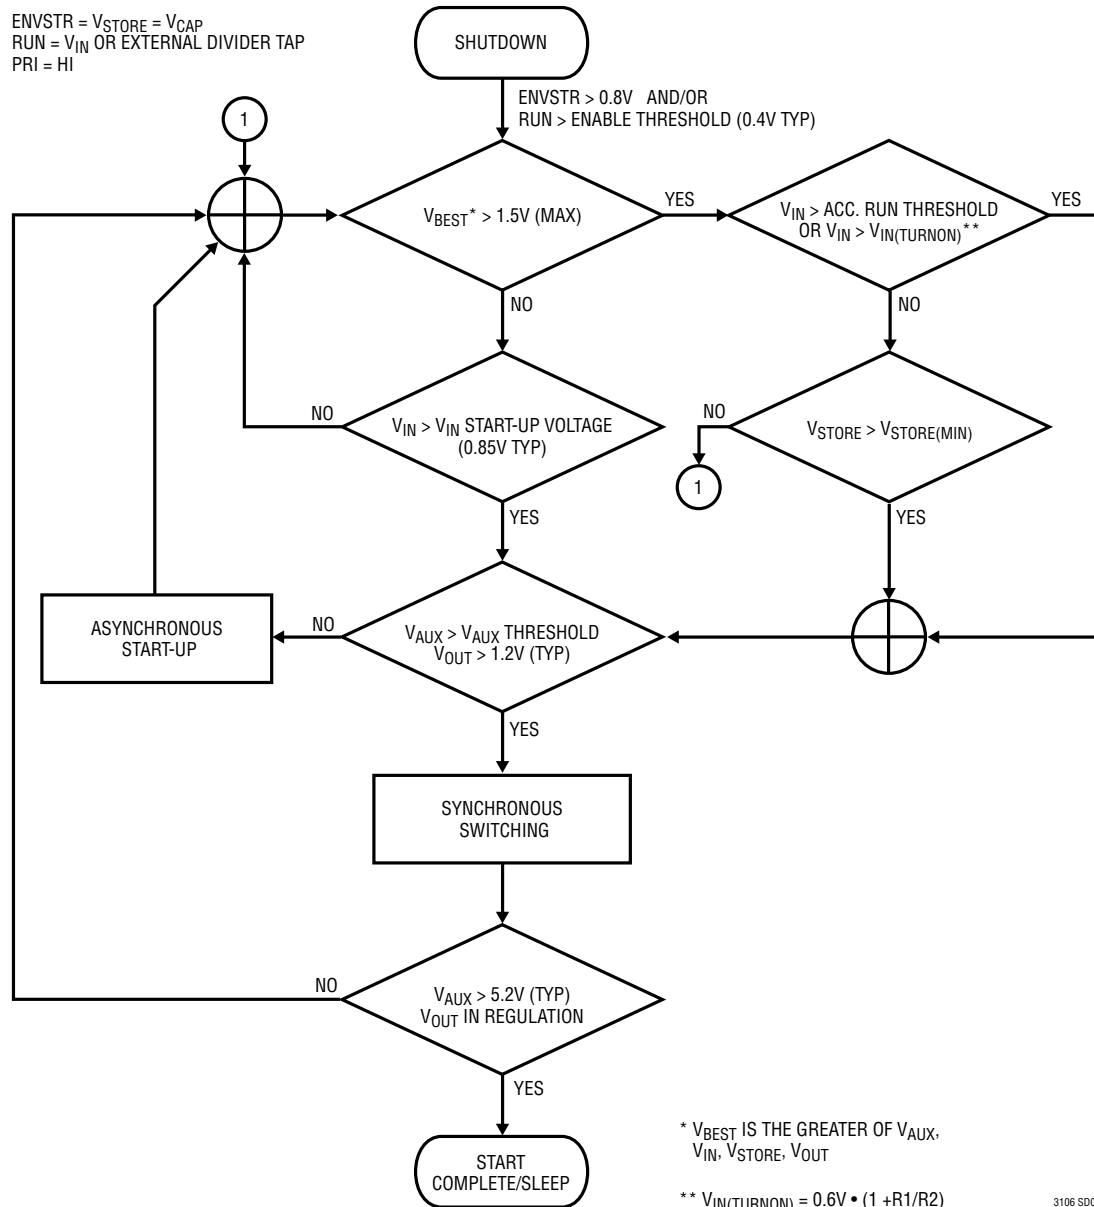 ENVSTR = VSTORE = VCAP
RUN = VIN OR EXTERNAL DIVIDER TAP
PRI = HI
SHUTDOWN
ENVSTR > 0.8V AND/OR
RUN > ENABLE THRESHOLD (0.4V TYP)
1
VBEST* > 1.5V (MAX)
YES
VIN > ACC. RUN THRESHOLD
OR VIN > VIN(TURNON)**
YES
NO
NO
NO
VIN > VIN START-UP VOLTAGE
(0.85V TYP)
NO
VSTORE > VSTORE(MIN)
1
YES
YES
ASYNCHRONOUS
START-UP
NO
VAUX > VAUX THRESHOLD
VOUT > 1.2V (TYP)
YES
SYNCHRONOUS
SWITCHING
NO
VAUX > 5.2V (TYP)
VOUT IN REGULATION
YES
START
COMPLETE/SLEEP
* VBEST IS THE GREATER OF VAUX,
VIN, VSTORE, VOUT
** VIN(TURNON) = 0.6V • (1 +R1/R2)